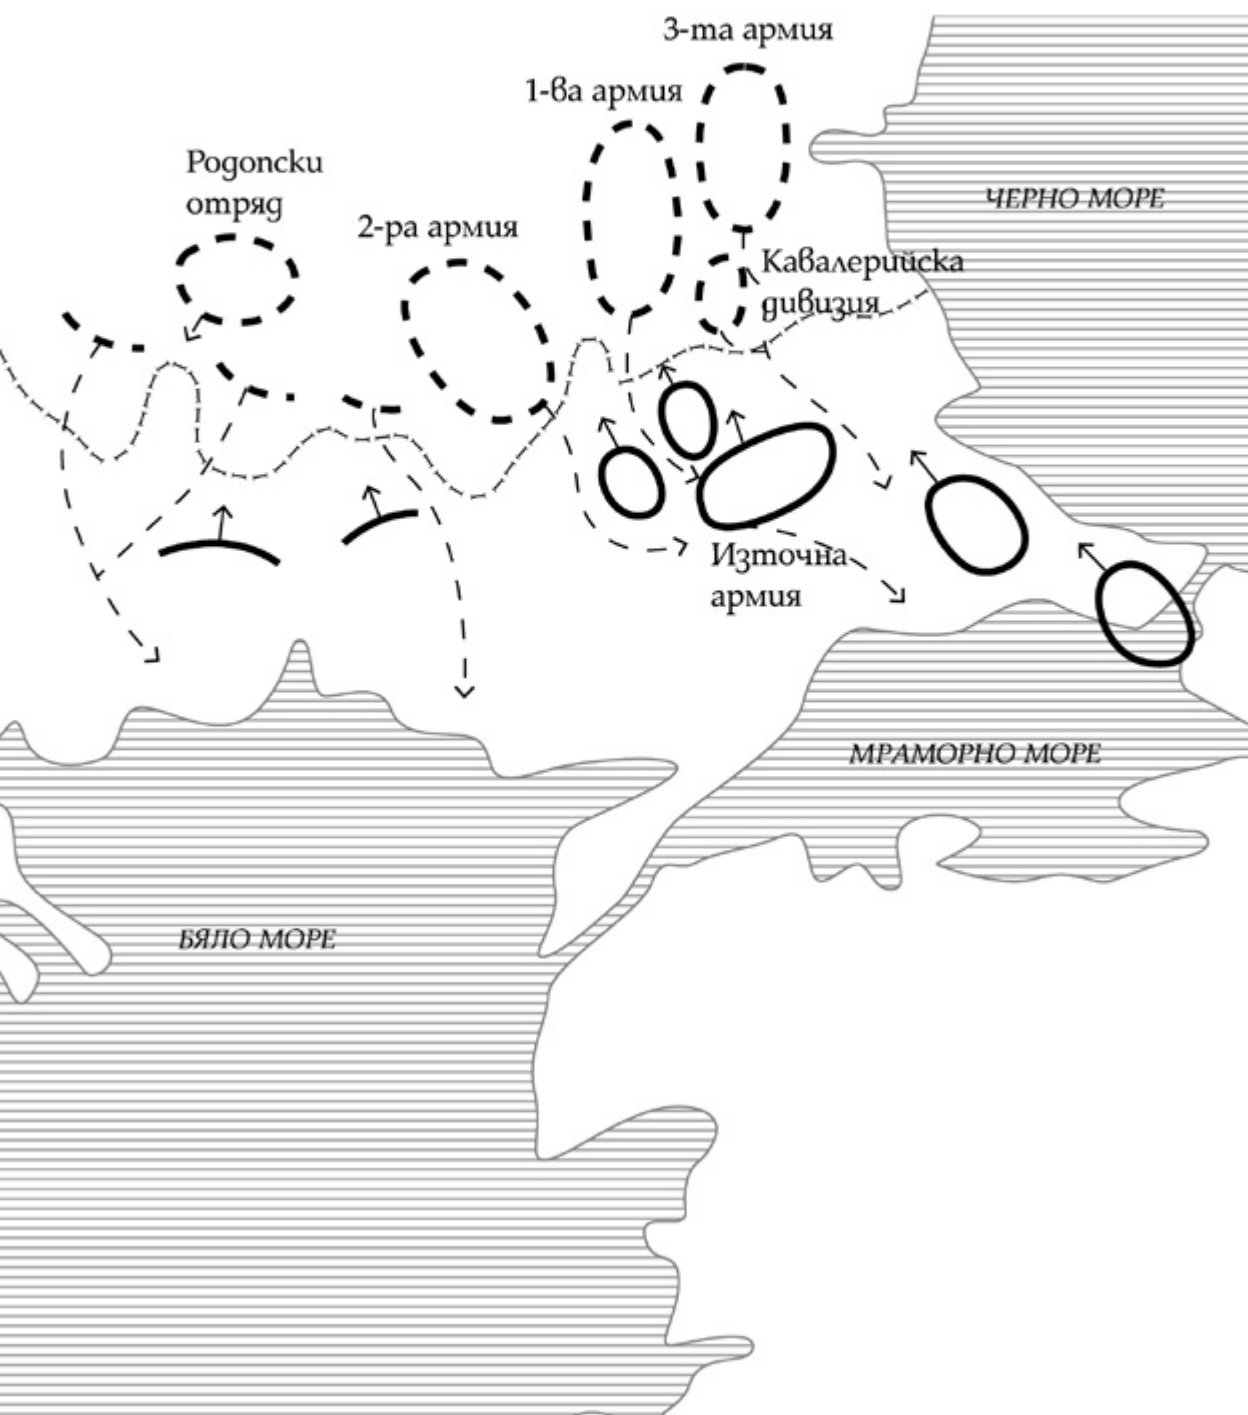 3-та армия
1-ва армия
Родопски
отряд
2-ра армия
ЧЕРНО МОРЕ
Кавалерийска
дивизия
Източна
армия
МРАМОРНО МОРЕ
БЯЛО МОРЕ